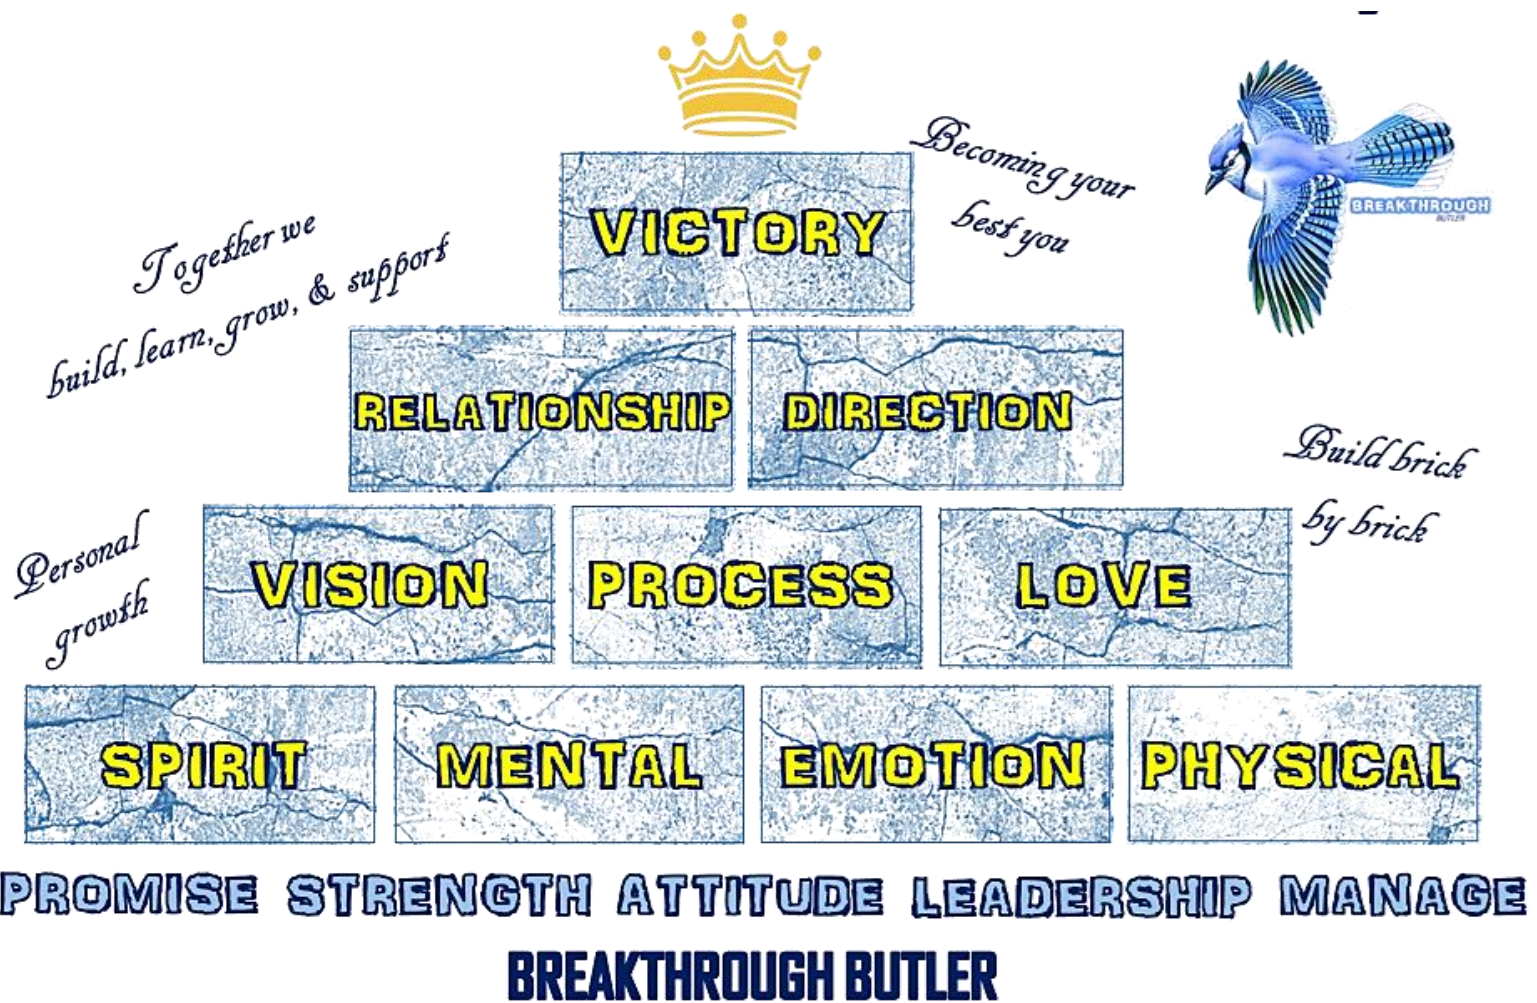 Becoming your
best you
BREAKTHROUGH
BUTLER
VICTORY
Together we
build, learn, grow, & support
RELATIONSHIP DIRECTION
Build brick
by brick
Personal
growth
VISION PROCESS LOVE
SPIRIT MENTAL EMOTION PHYSICAL
PROMISE STRENGTH ATTITUDE LEADERSHIP MANAGE
BREAKTHROUGH BUTLER